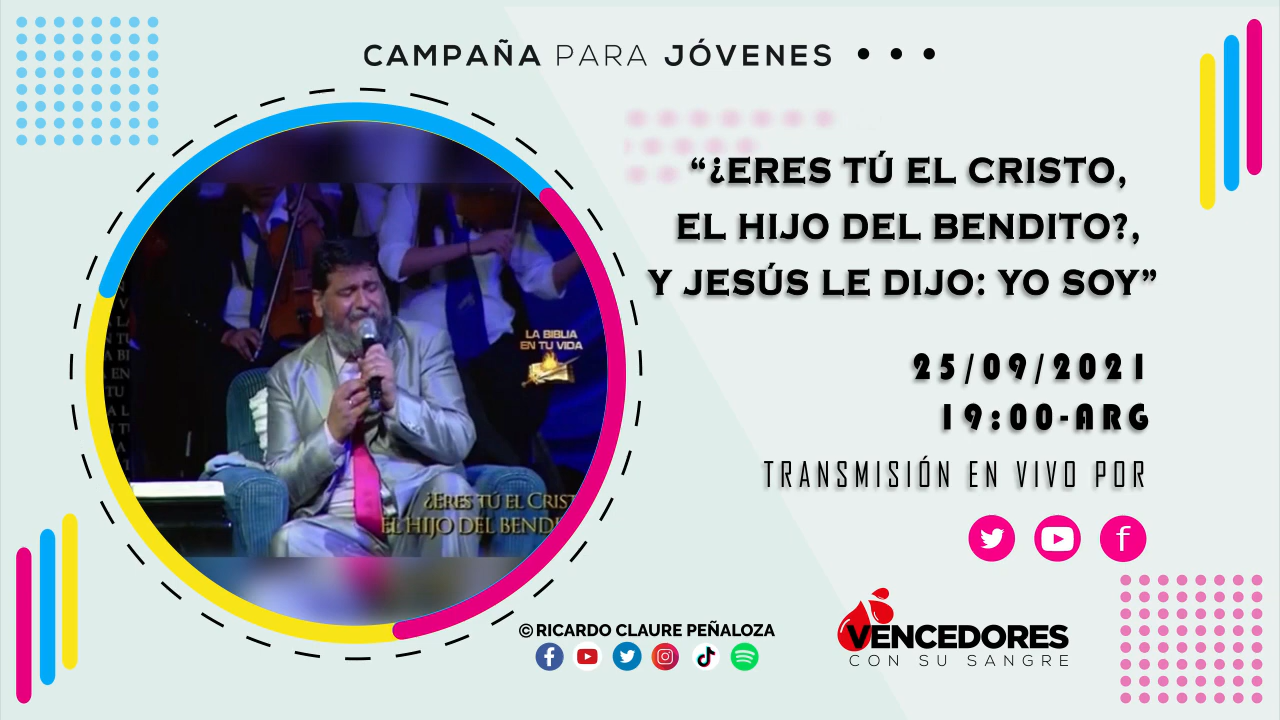 CAMPAÑA PARA JÓVENES • • •
“¿ERES TÚ EL CRISTO,
EL HIJO DEL BENDITO?,
Y JESÚS LE DIJO: YO SOY”
LA BIBLIA
EN TU VIDA
¿ERES TÚ EL CRIST
EL HIJO DEL BENDI
25/09/2021
19:00-ARG
TRANSMISIÓN EN VIVO POR
© RICARDO CLAURE PEÑALOZA
VENCEDORES
CON SU SANGRE